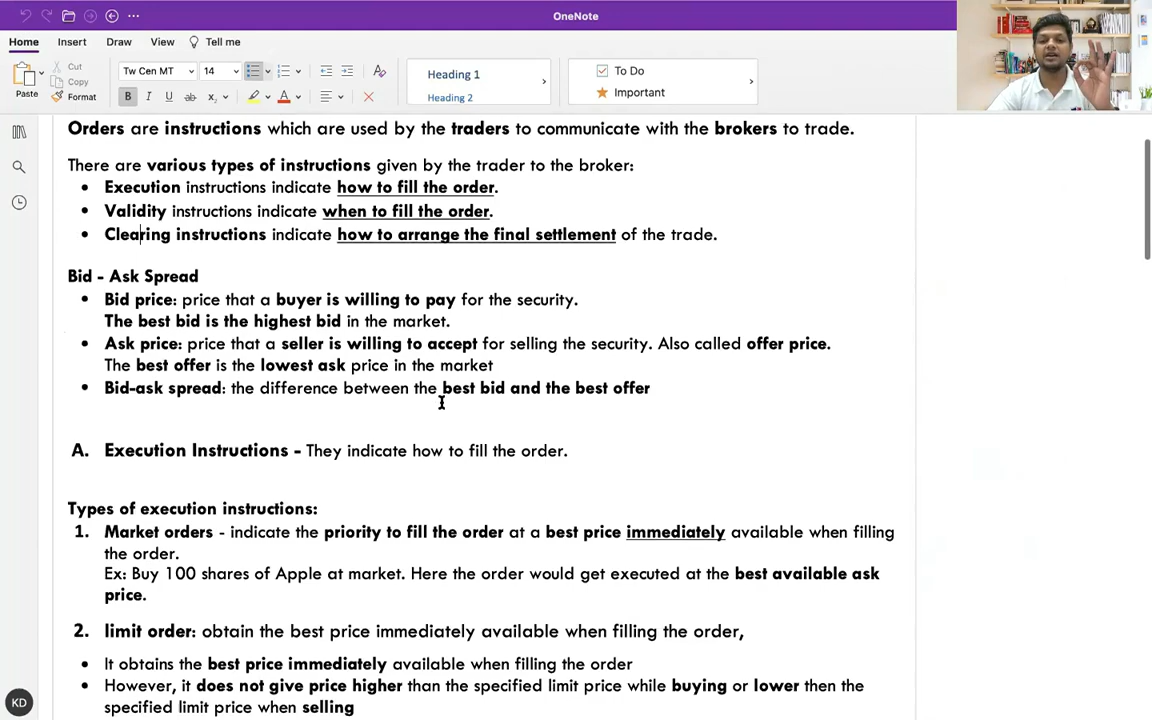 OneNote
Home Insert Draw View Tell me
Paste
Cut
Copy
Format
Tw Cen MT 14
B I U ab x
A
Heading 1
Heading 2
To Do
Important
Orders are instructions which are used by the traders to communicate with the brokers to trade.
There are various types of instructions given by the trader to the broker:
• Execution instructions indicate how to fill the order.
• Validity instructions indicate when to fill the order.
• Clearing instructions indicate how to arrange the final settlement of the trade.
Bid - Ask Spread
• Bid price: price that a buyer is willing to pay for the security.
The best bid is the highest bid in the market.
• Ask price: price that a seller is willing to accept for selling the security. Also called offer price.
The best offer is the lowest ask price in the market
• Bid-ask spread: the difference between the best bid and the best offer
A. Execution Instructions - They indicate how to fill the order.
Types of execution instructions:
1. Market orders - indicate the priority to fill the order at a best price immediately available when filling
the order.
Ex: Buy 100 shares of Apple at market. Here the order would get executed at the best available ask
price.
2. limit order: obtain the best price immediately available when filling the order,
• It obtains the best price immediately available when filling the order
• However, it does not give price higher than the specified limit price while buying or lower then the
specified limit price when selling
KD